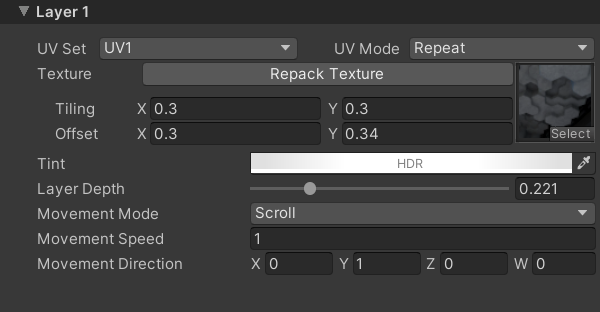 Layer 1
UV Set UV1 UV Mode Repeat
Texture Repack Texture
Tiling X 0.3 Y 0.3
Offset X 0.3 Y 0.34
Select
Tint HDR
Layer Depth 0.221
Movement Mode Scroll
Movement Speed 1
Movement Direction X 0 Y 1 Z 0 W 0